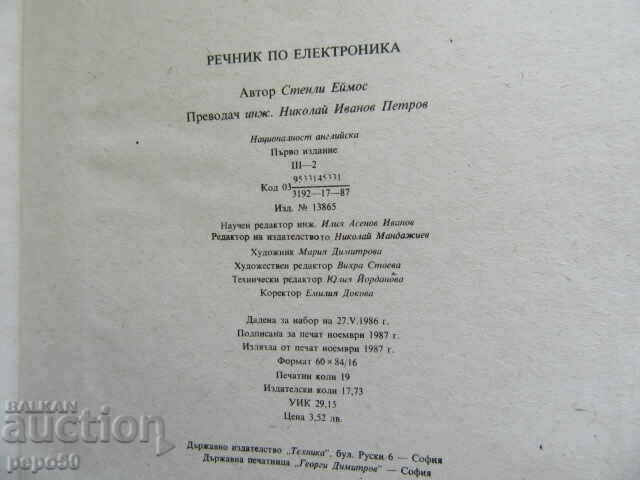 РЕЧНИК ПО ЕЛЕКТРОНИКА
Автор Стенли Еймос
Преводач инж. Николай Иванов Петров
Националност английска
Първо издание
III—2
9533145331
Код 03
3192—17—87
Изд. № 13865
Научен редактор инж. Илия Асенов Иванов
Редактор на издателството Николай Мандажиев
Художник Мария Димитрова
Художествен редактор Вихра Стоева
Технически редактор Юлия Йорданова
Коректор Емилия Докова
Дадена за набор на 27.V.1986 г.
Подписана за печат ноември 1987 г.
Излязла от печат ноември 1987 г.
Формат 60 × 84/16
Печатни коли 19
Издателски коли 17,73
УИК 29,15
Цена 3,52 лв.
Държавно издателство „Техника", бул. Руски 6 — София
Държавна печатница „Георги Димитров" — София
БАЛКАН
auction
pepo50